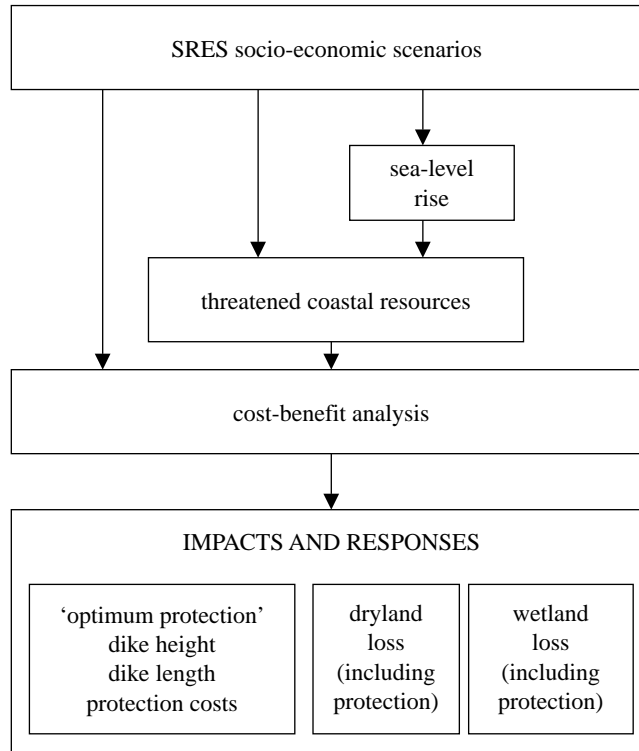 SRES socio-economic scenarios
sea-level
rise
threatened coastal resources
cost-benefit analysis
IMPACTS AND RESPONSES
‘optimum protection’
dike height
dike length
protection costs
dryland
loss
(including
protection)
wetland
loss
(including
protection)